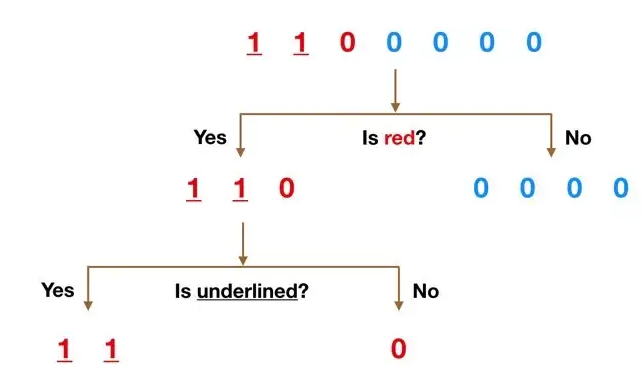 1 1 0 0 0 0 0
Yes Is red? No
1 1 0 0 0 0 0
Yes Is underlined? No
1 1 0